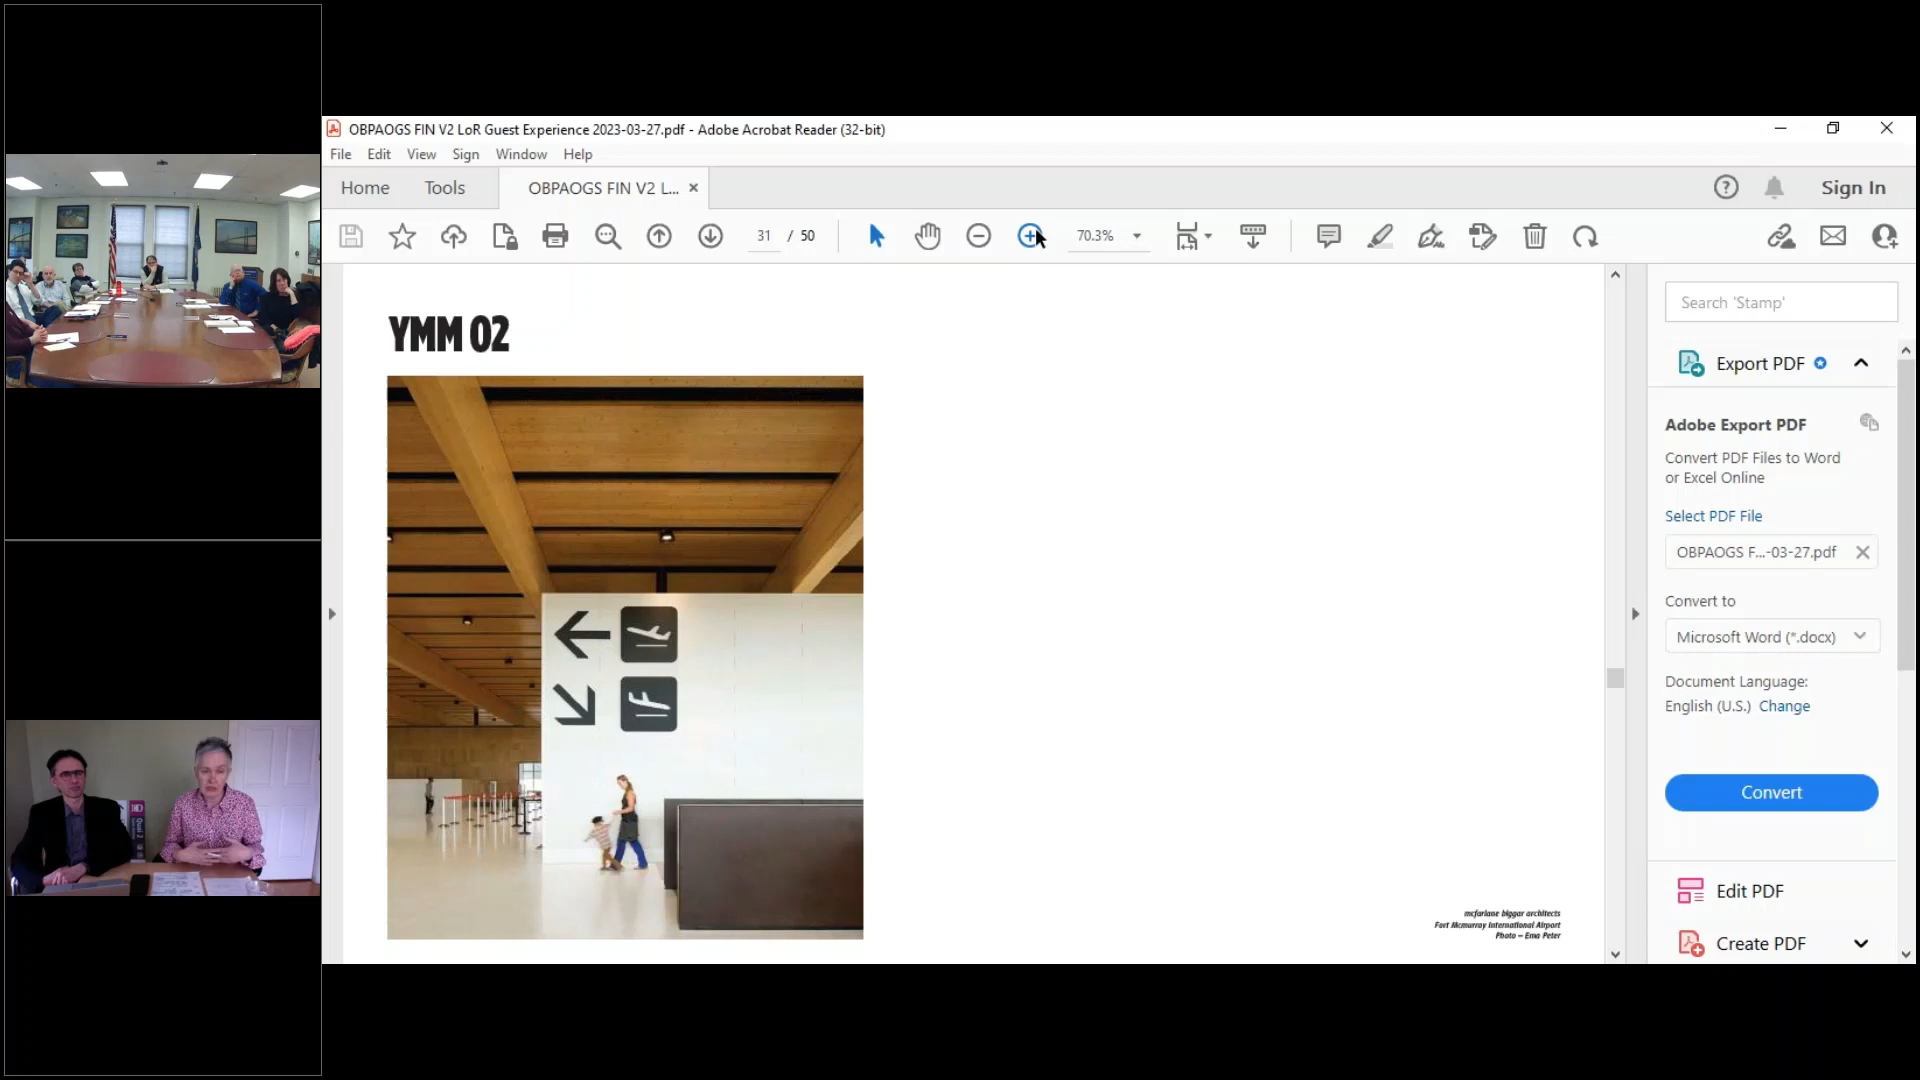 OBPAOGS FIN V2 LoR Guest Experience 2023-03-27.pdf - Adobe Acrobat Reader (32-bit)
File Edit View Sign Window Help
Home Tools OBPAOGS FIN V2 L... × Sign In
31 / 50 70.3%
YMM 02
mcfarlane biggar architects
Fort Mcmurray International Airport
Photo – Ema Peter
Search 'Stamp'
Export PDF
Adobe Export PDF
Convert PDF Files to Word
or Excel Online
Select PDF File
OBPAOGS F...-03-27.pdf
Convert to
Microsoft Word (*.docx)
Document Language:
English (U.S.) Change
Convert
Edit PDF
Create PDF